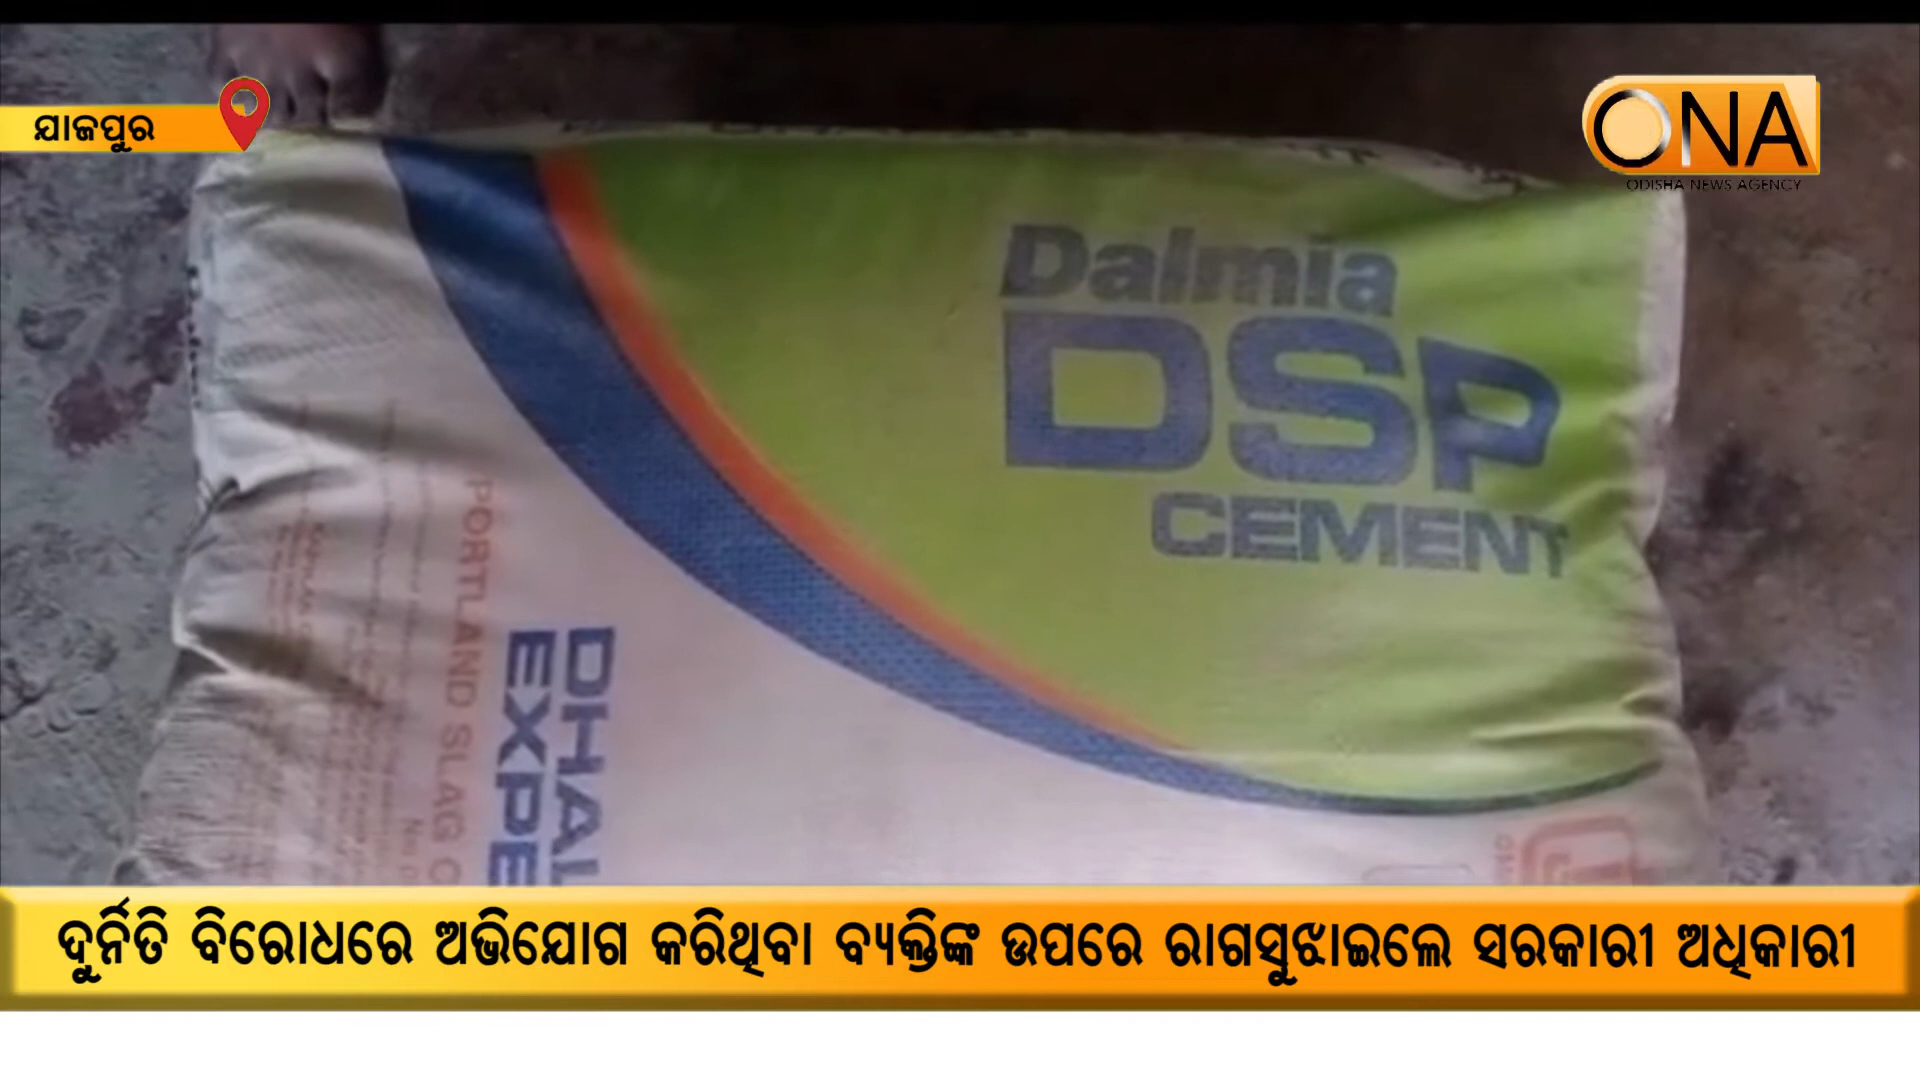 ଯାଜପୁର
ONA
ODISHA NEWS AGENCY
Dalmia
DSP
CEMENT
PORTLAND SLAG
DHAL
EXPE
ଦୁର୍ନିତି ବିରୋଧରେ ଅଭିଯୋଗ କରିଥିବା ବ୍ୟକ୍ତିଙ୍କ ଉପରେ ରାଗସୁଝାଇଲେ ସରକାରୀ ଅଧିକାରୀ